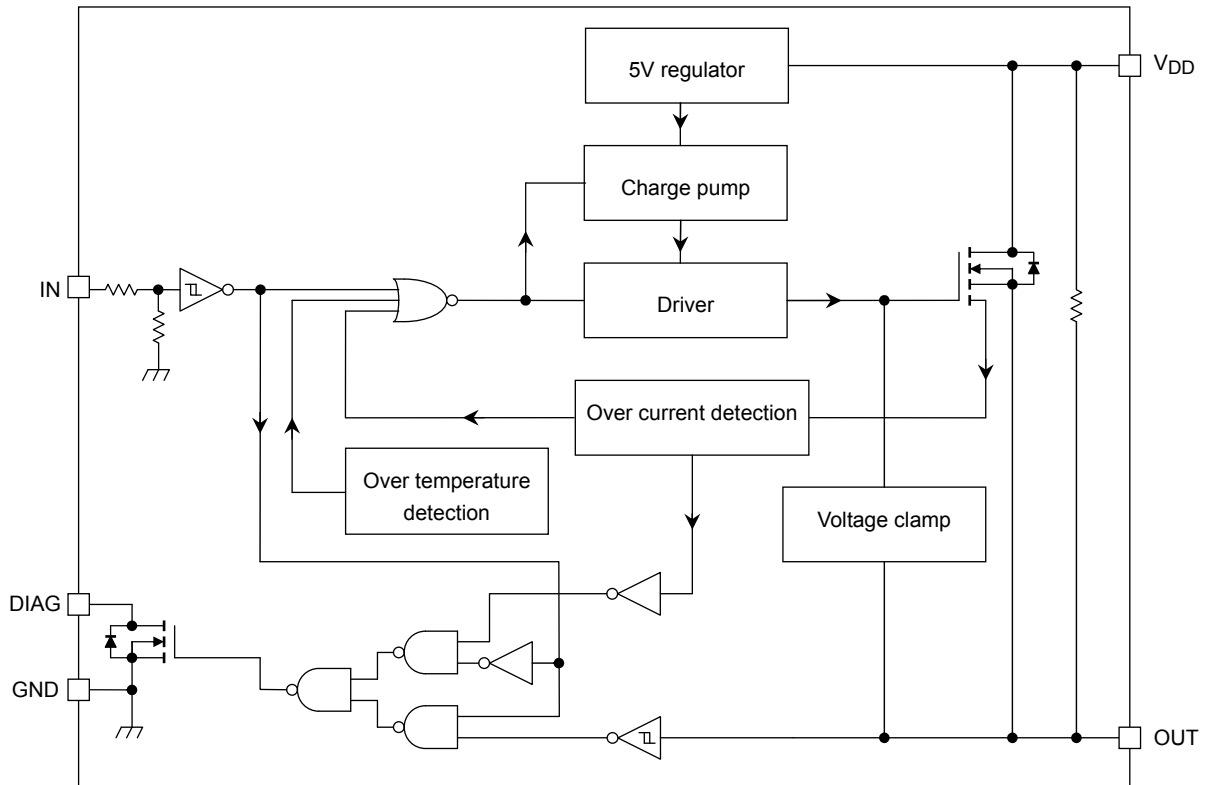 5V regulator
VDD
Charge pump
IN
Driver
Over current detection
Over temperature
detection
Voltage clamp
DIAG
GND
OUT